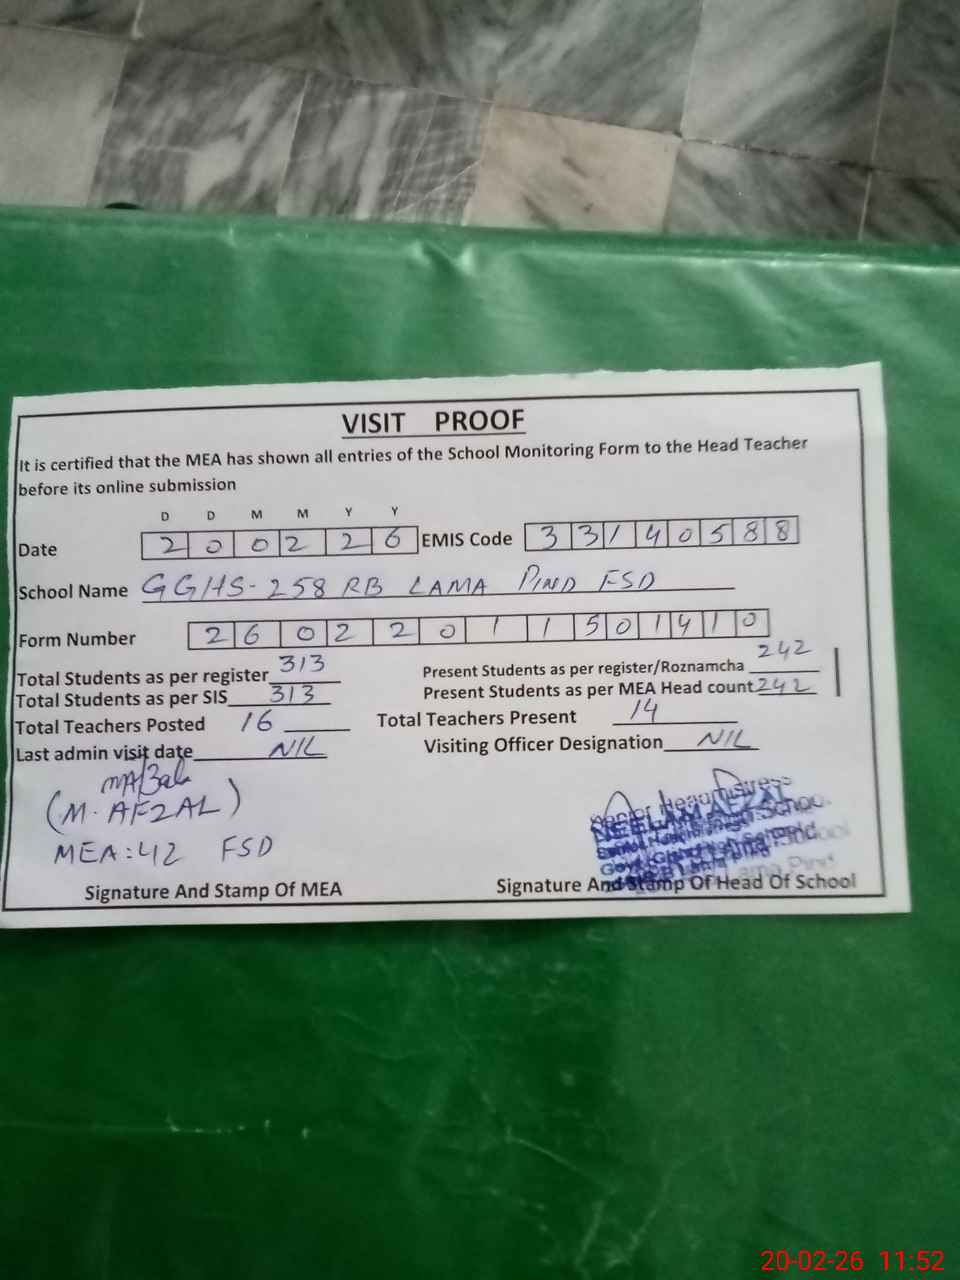 VISIT PROOF
It is certified that the MEA has shown all entries of the School Monitoring Form to the Head Teacher
before its online submission
D D M M Y Y
Date 2 0 0 2 2 6 EMIS Code 3 3 1 4 0 5 8 8
School Name GGHS-258 RB LAMA PIND FSD
Form Number 2 6 0 2 2 0 1 1 5 0 1 4 1 0
Total Students as per register 313 Present Students as per register/Roznamcha 242
Total Students as per SIS 313 Present Students as per MEA Head count 242
Total Teachers Posted 16 Total Teachers Present 14
Last admin visit date NIL Visiting Officer Designation NIL
(M. AFZAL)
MEA: 42 FSD
Senior Headmistress
NEELAM AFZAL
Signature And Stamp Of MEA Signature And Stamp Of Head Of School
20-02-26 11:52